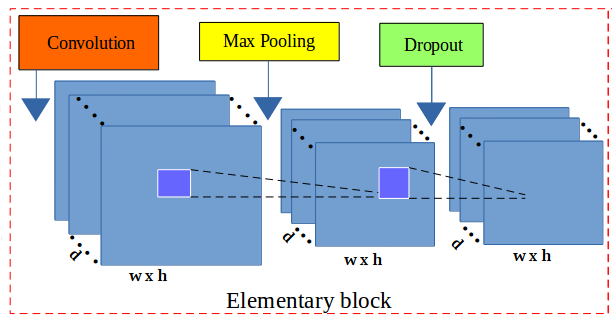 Convolution
Max Pooling
Dropout
d
w x h
d
w x h
d
w x h
Elementary block